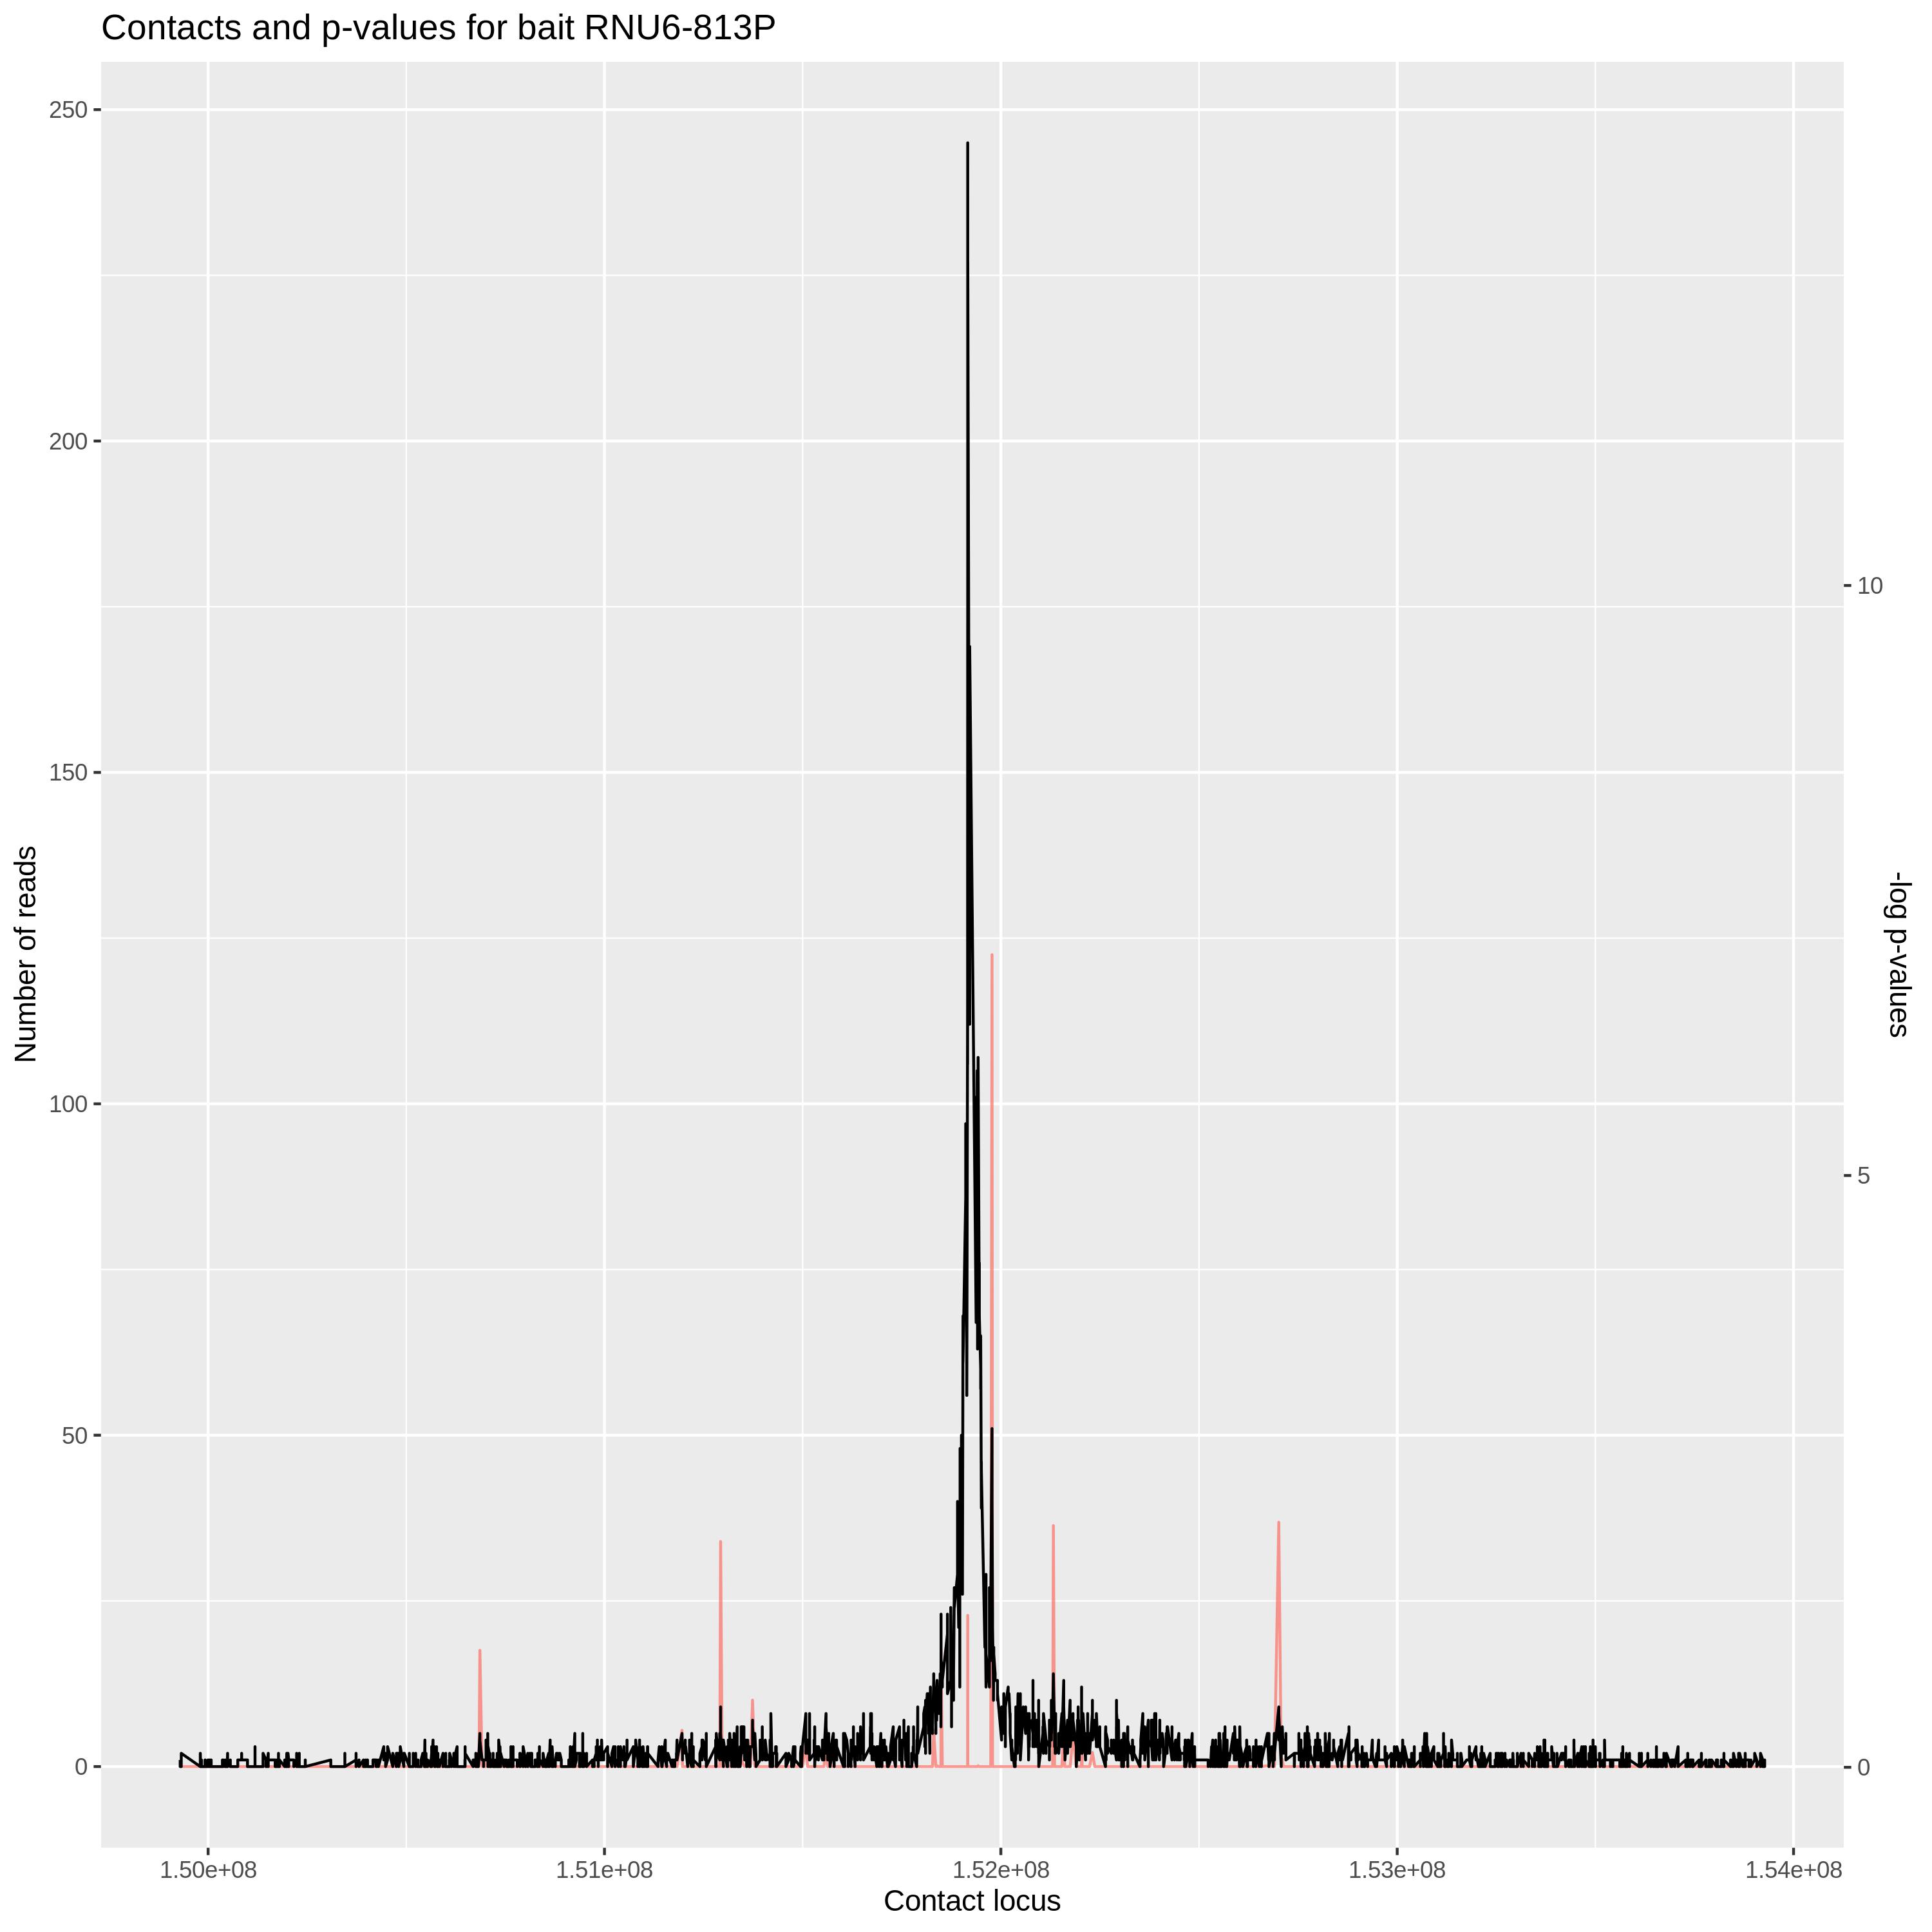 Contacts and p-values for bait RNU6-813P
250
200
150
100
50
0
Number of reads
10
5
0
-log p-values
1.50e+08
1.51e+08
1.52e+08
1.53e+08
1.54e+08
Contact locus